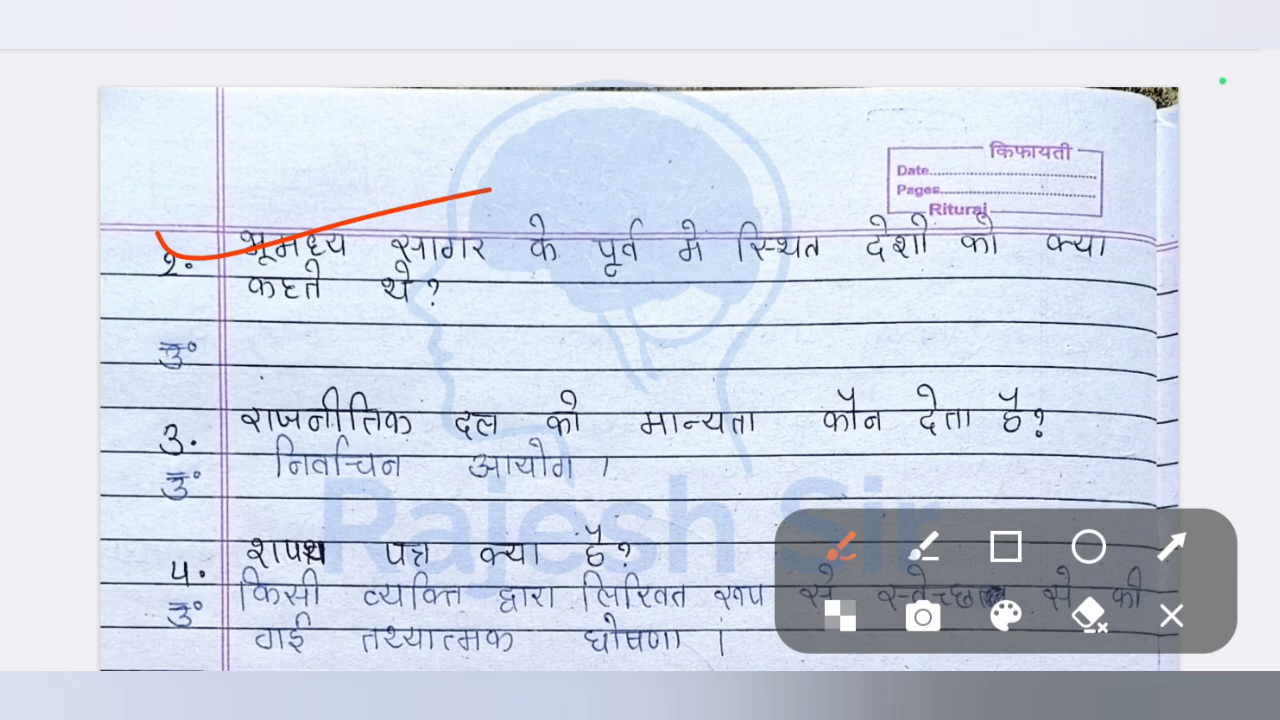 किफायती
Date
Pages
Rituraj
१. भूमध्य सागर के पूर्व मे स्थित देशो को क्या
कहते थे?
उ०
3. राजनीतिक दल को मान्यता कौन देता है?
उ० निर्वाचन आयोग।
4. शपथ पत्र क्या है?
उ० किसी व्यक्ति द्वारा लिखित रूप से स्वेच्छा से की
गई तथ्यात्मक घोषणा।
Rajesh Sir